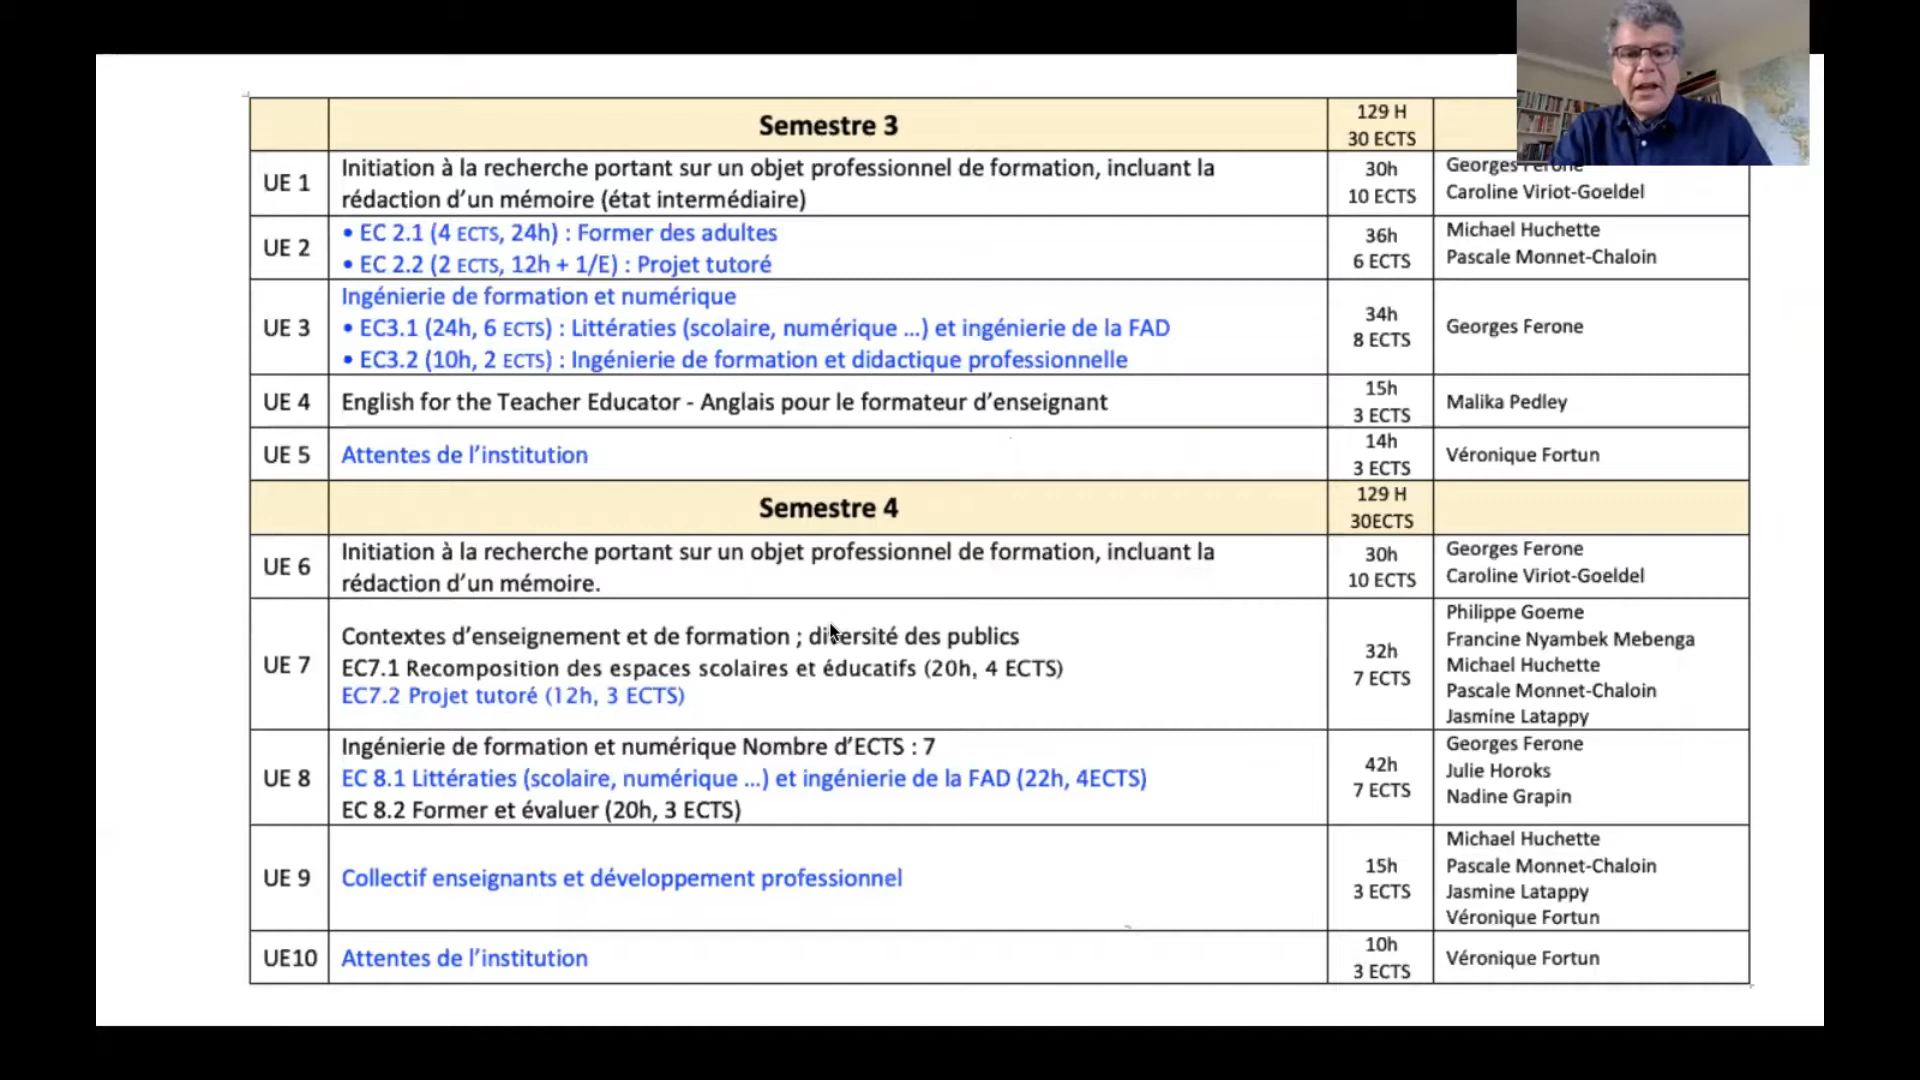 Semestre 3
129 H
30 ECTS
UE 1
Initiation à la recherche portant sur un objet professionnel de formation, incluant la
rédaction d’un mémoire (état intermédiaire)
30h
10 ECTS
Georges Ferone
Caroline Viriot-Goeldel
UE 2
• EC 2.1 (4 ECTS, 24h) : Former des adultes
• EC 2.2 (2 ECTS, 12h + 1/E) : Projet tutoré
36h
6 ECTS
Michael Huchette
Pascale Monnet-Chaloin
UE 3
Ingénierie de formation et numérique
• EC3.1 (24h, 6 ECTS) : Littératies (scolaire, numérique ...) et ingénierie de la FAD
• EC3.2 (10h, 2 ECTS) : Ingénierie de formation et didactique professionnelle
34h
8 ECTS
Georges Ferone
UE 4
English for the Teacher Educator - Anglais pour le formateur d’enseignant
15h
3 ECTS
Malika Pedley
UE 5
Attentes de l’institution
14h
3 ECTS
Véronique Fortun
Semestre 4
129 H
30ECTS
UE 6
Initiation à la recherche portant sur un objet professionnel de formation, incluant la
rédaction d’un mémoire.
30h
10 ECTS
Georges Ferone
Caroline Viriot-Goeldel
UE 7
Contextes d’enseignement et de formation ; diversité des publics
EC7.1 Recomposition des espaces scolaires et éducatifs (20h, 4 ECTS)
EC7.2 Projet tutoré (12h, 3 ECTS)
32h
7 ECTS
Philippe Goeme
Francine Nyambek Mebenga
Michael Huchette
Pascale Monnet-Chaloin
Jasmine Latappy
UE 8
Ingénierie de formation et numérique Nombre d’ECTS : 7
EC 8.1 Littératies (scolaire, numérique ...) et ingénierie de la FAD (22h, 4ECTS)
EC 8.2 Former et évaluer (20h, 3 ECTS)
42h
7 ECTS
Georges Ferone
Julie Horoks
Nadine Grapin
UE 9
Collectif enseignants et développement professionnel
15h
3 ECTS
Michael Huchette
Pascale Monnet-Chaloin
Jasmine Latappy
Véronique Fortun
UE10
Attentes de l’institution
10h
3 ECTS
Véronique Fortun